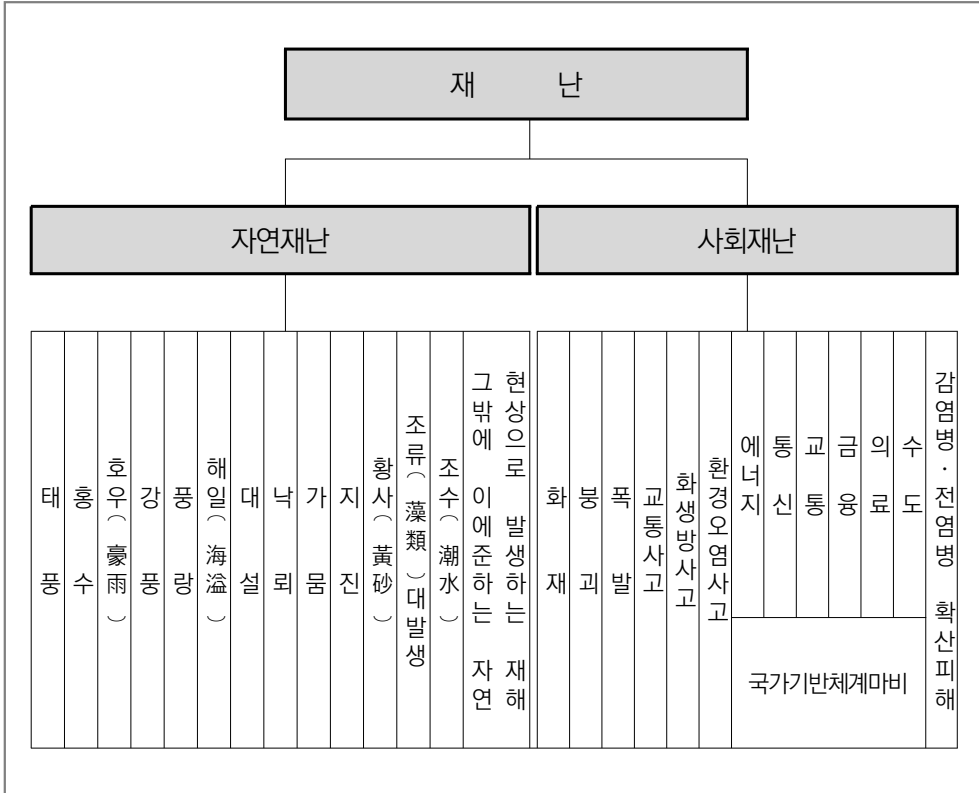 재 난
자연재난
사회재난
태풍
홍수
호우(豪雨)
강풍
풍랑
해일(海溢)
대설
낙뢰
가뭄
지진
황사(黃砂)
조류(藻類)대발생
조수(潮水)
그밖에 이에준하는 자연
현상으로 발생하는 재해
화재
붕괴
폭발
교통사고
화생방사고
환경오염사고
에너지
통신
교통
금융
의료
수도
국가기반체계마비
감염병·전염병 확산피해